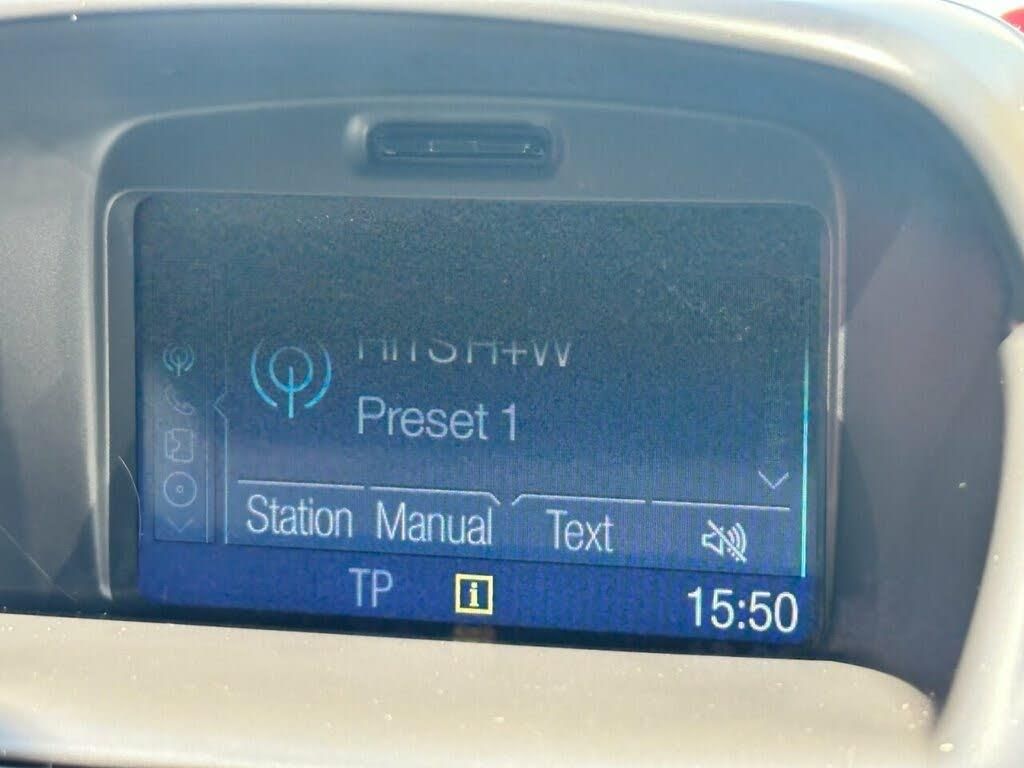 Preset 1
Station Manual Text
TP i 15:50